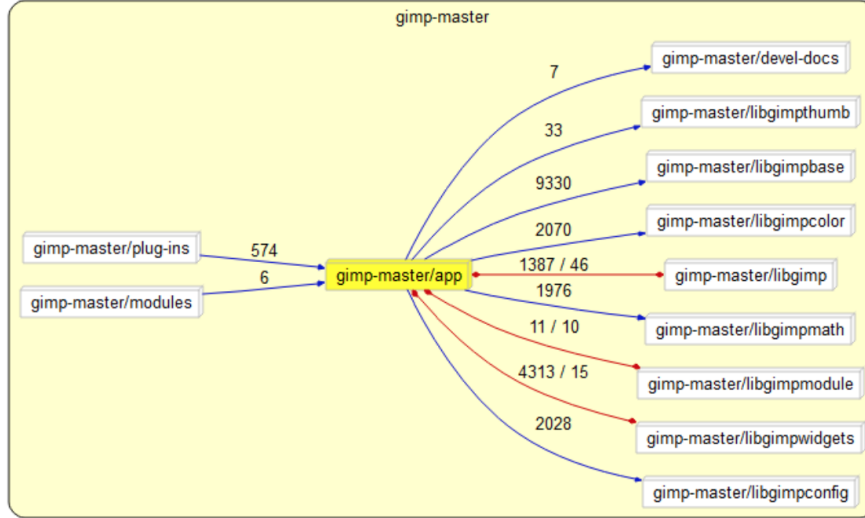 gimp-master
gimp-master/devel-docs
7
gimp-master/libgimpthumb
33
gimp-master/libgimpbase
9330
gimp-master/libgimpcolor
2070
gimp-master/plug-ins
574
gimp-master/app
1387 / 46
gimp-master/libgimp
gimp-master/modules
6
1976
gimp-master/libgimpmath
11 / 10
gimp-master/libgimpmodule
4313 / 15
gimp-master/libgimpwidgets
2028
gimp-master/libgimpconfig